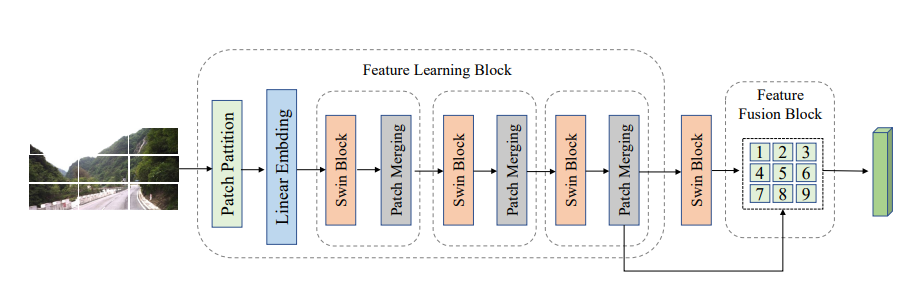 Feature Learning Block
Patch Pattition
Linear Embding
Swin Block
Patch Merging
Swin Block
Patch Merging
Swin Block
Patch Merging
Swin Block
Feature
Fusion Block
1 2 3
4 5 6
7 8 9